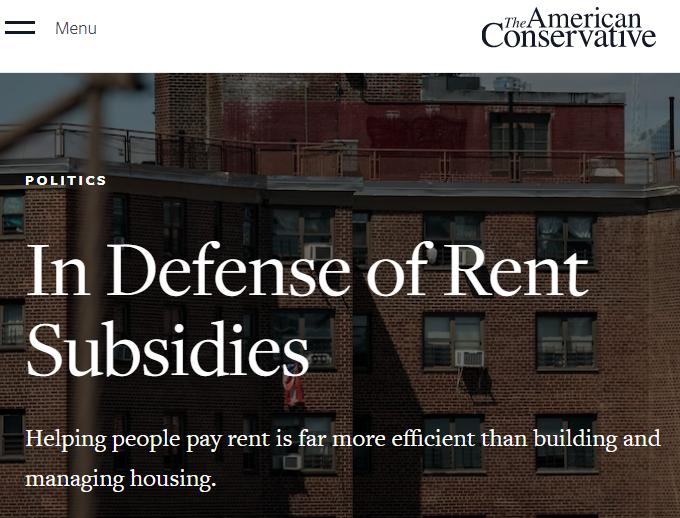 Menu
The American
Conservative
POLITICS
In Defense of Rent
Subsidies
Helping people pay rent is far more efficient than building and
managing housing.